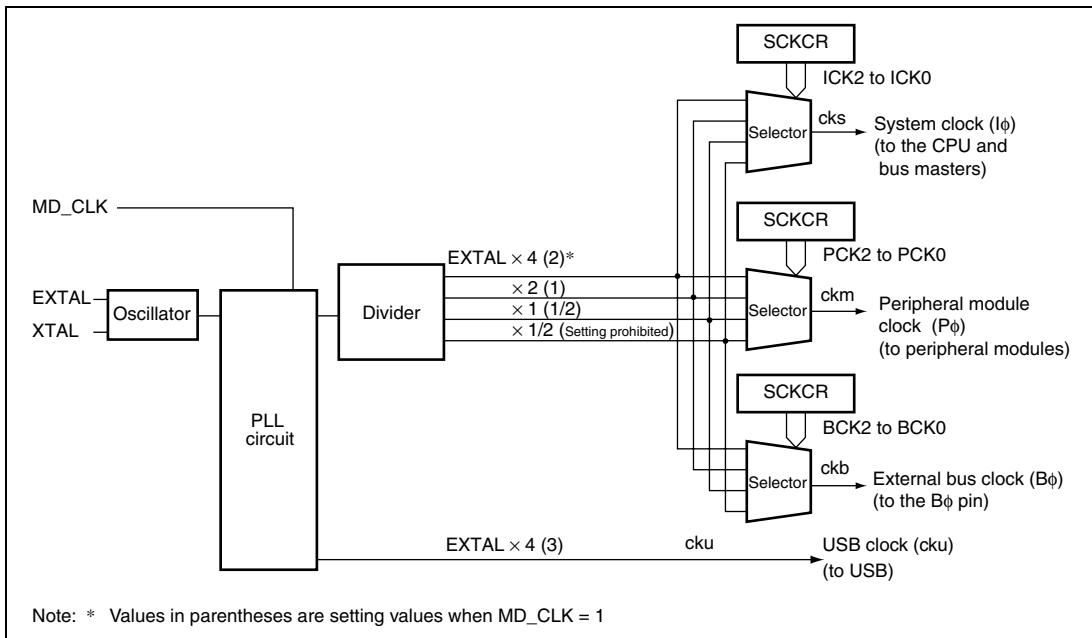 SCKCR
ICK2 to ICK0
Selector
cks
System clock (Iϕ)
(to the CPU and
bus masters)
MD_CLK
EXTAL
XTAL
Oscillator
PLL
circuit
Divider
EXTAL × 4 (2)*
× 2 (1)
× 1 (1/2)
× 1/2 (Setting prohibited)
SCKCR
PCK2 to PCK0
Selector
ckm
Peripheral module
clock (Pϕ)
(to peripheral modules)
SCKCR
BCK2 to BCK0
Selector
ckb
External bus clock (Bϕ)
(to the Bϕ pin)
EXTAL × 4 (3)
cku
USB clock (cku)
(to USB)
Note: * Values in parentheses are setting values when MD_CLK = 1